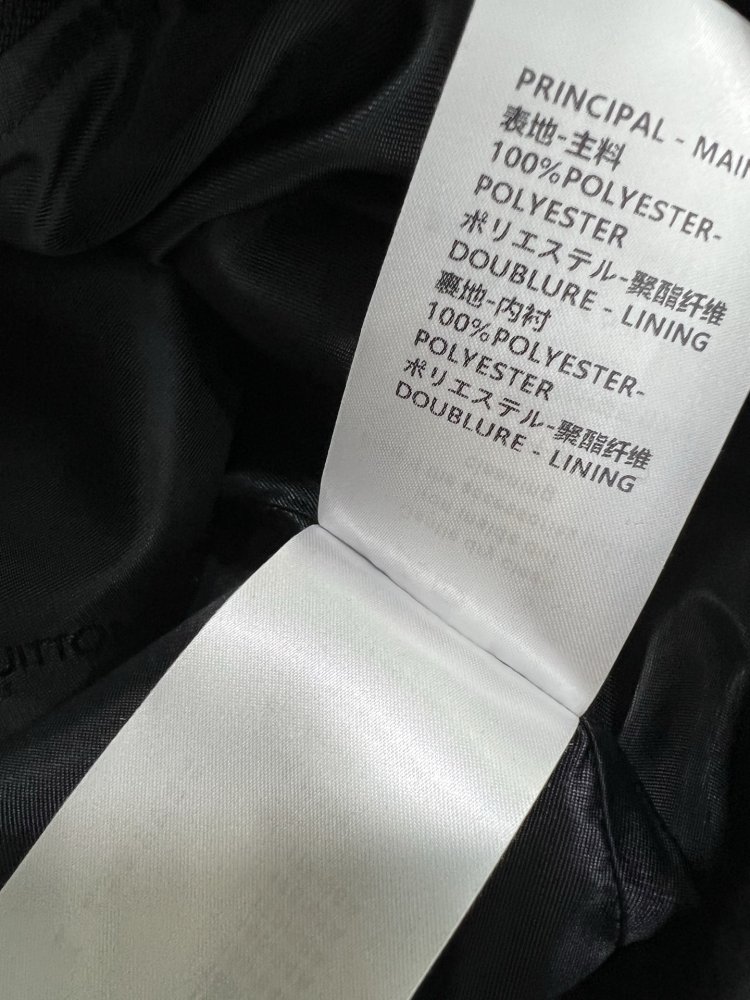 PRINCIPAL - MAIN
表地-主料
100%POLYESTER-
POLYESTER
ポリエステル-聚酯纤维
DOUBLURE - LINING
裏地-内衬
100%POLYESTER-
POLYESTER
ポリエステル-聚酯纤维
DOUBLURE - LINING
UITTO